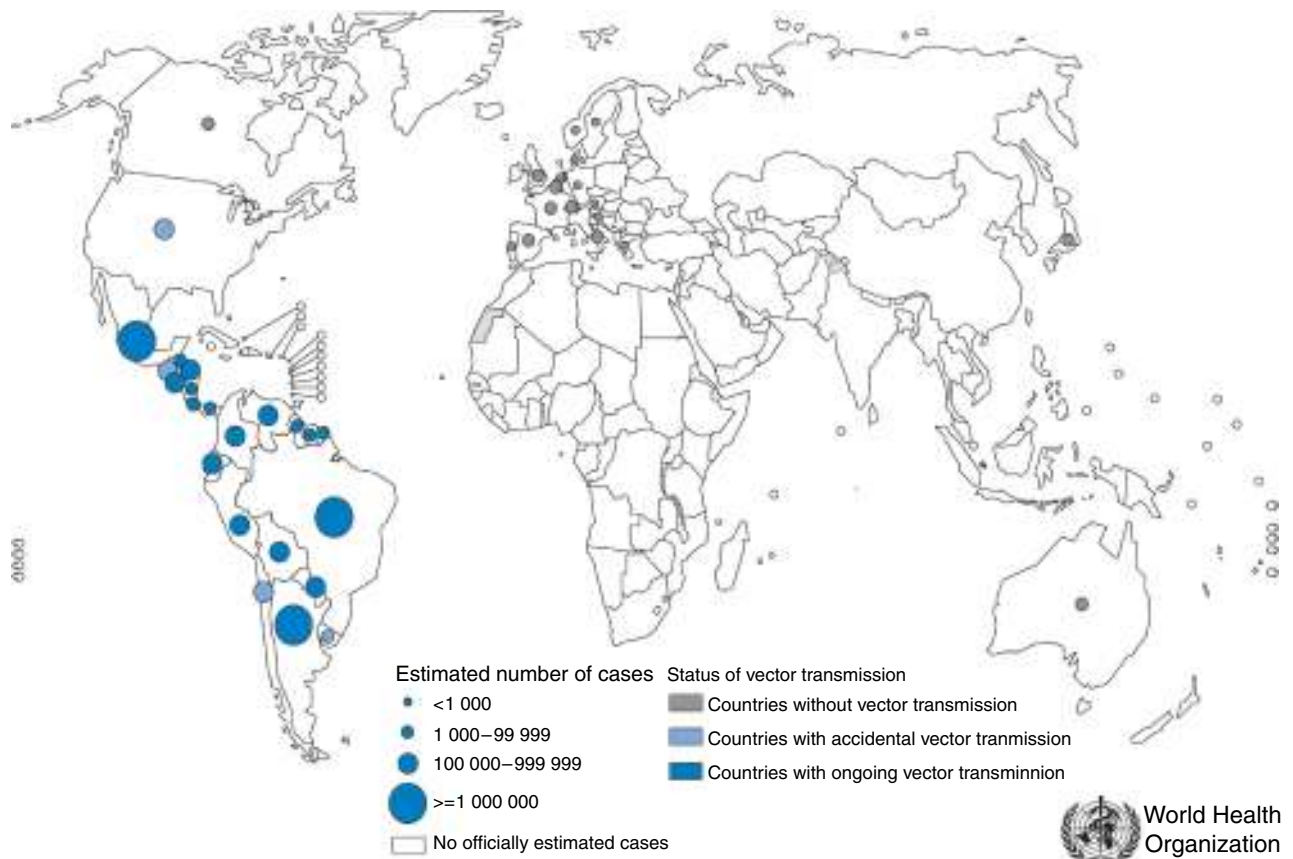 Estimated number of cases
<1 000
1 000–99 999
100 000–999 999
>=1 000 000
No officially estimated cases
Status of vector transmission
Countries without vector transmission
Countries with accidental vector tranmission
Countries with ongoing vector transminnion
World Health
Organization